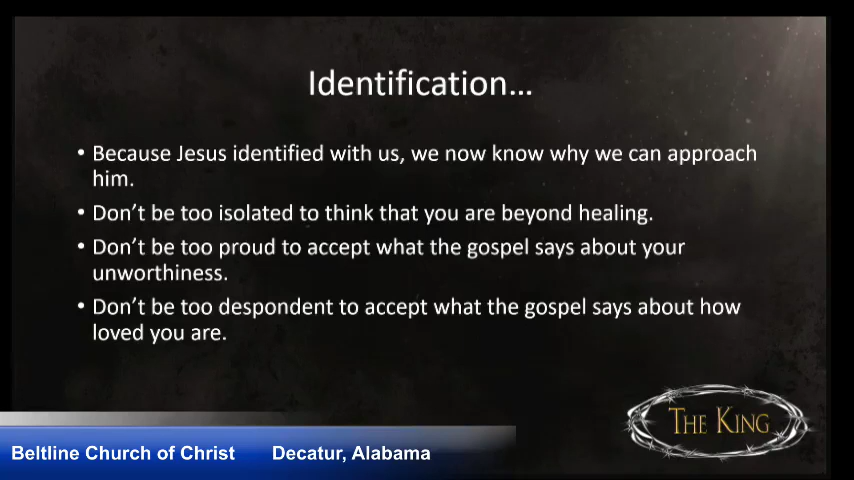 Identification...
• Because Jesus identified with us, we now know why we can approach
him.
• Don't be too isolated to think that you are beyond healing.
• Don't be too proud to accept what the gospel says about your
unworthiness.
• Don't be too despondent to accept what the gospel says about how
loved you are.
THE KING
Beltline Church of Christ Decatur, Alabama